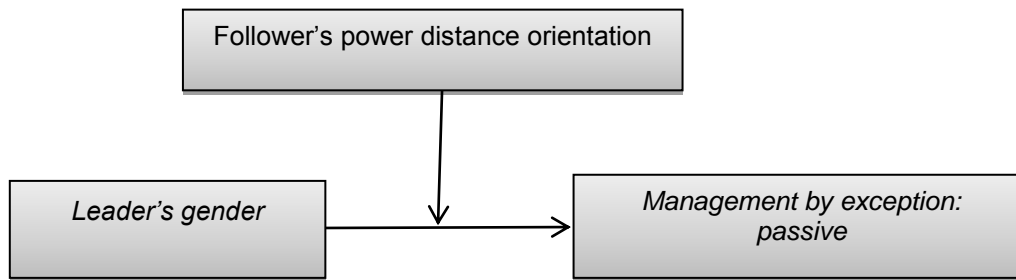 Follower’s power distance orientation
Leader’s gender
Management by exception:
passive